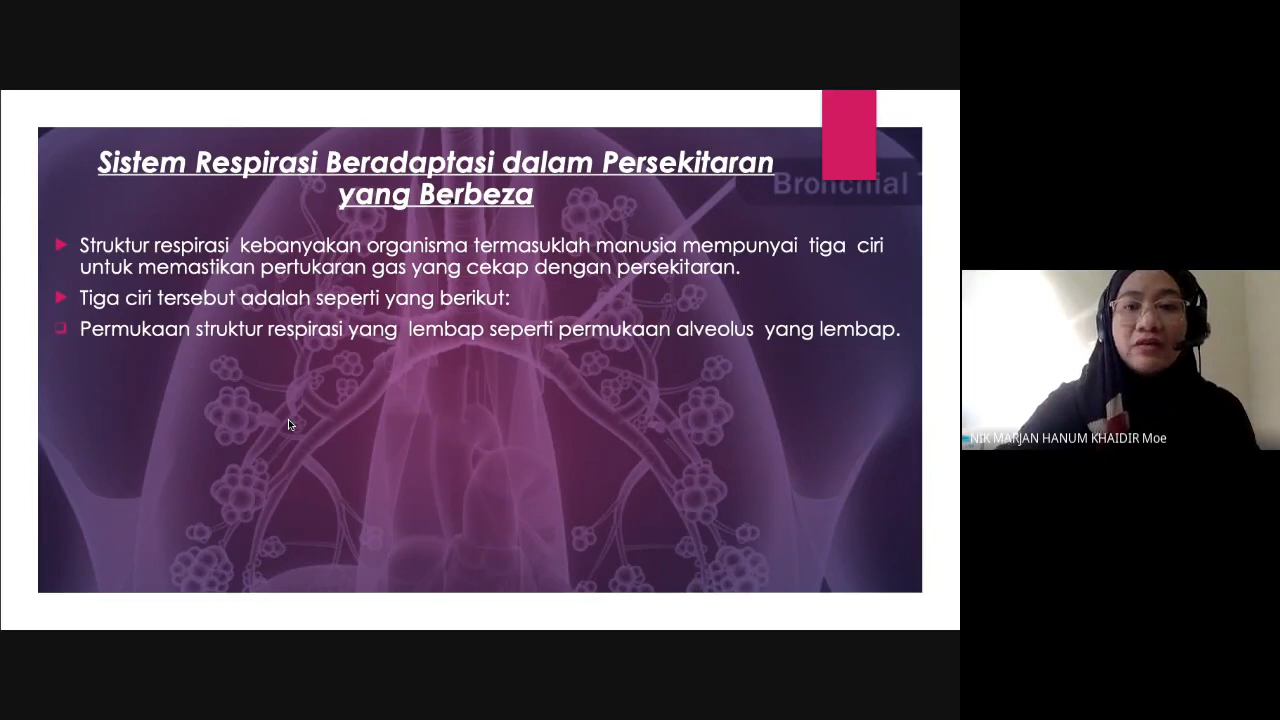 Sistem Respirasi Beradaptasi dalam Persekitaran
yang Berbeza
Bronchial
Struktur respirasi kebanyakan organisma termasuklah manusia mempunyai tiga ciri
untuk memastikan pertukaran gas yang cekap dengan persekitaran.
Tiga ciri tersebut adalah seperti yang berikut:
Permukaan struktur respirasi yang lembap seperti permukaan alveolus yang lembap.
NIK MARJAN HANUM KHAIDIR Moe